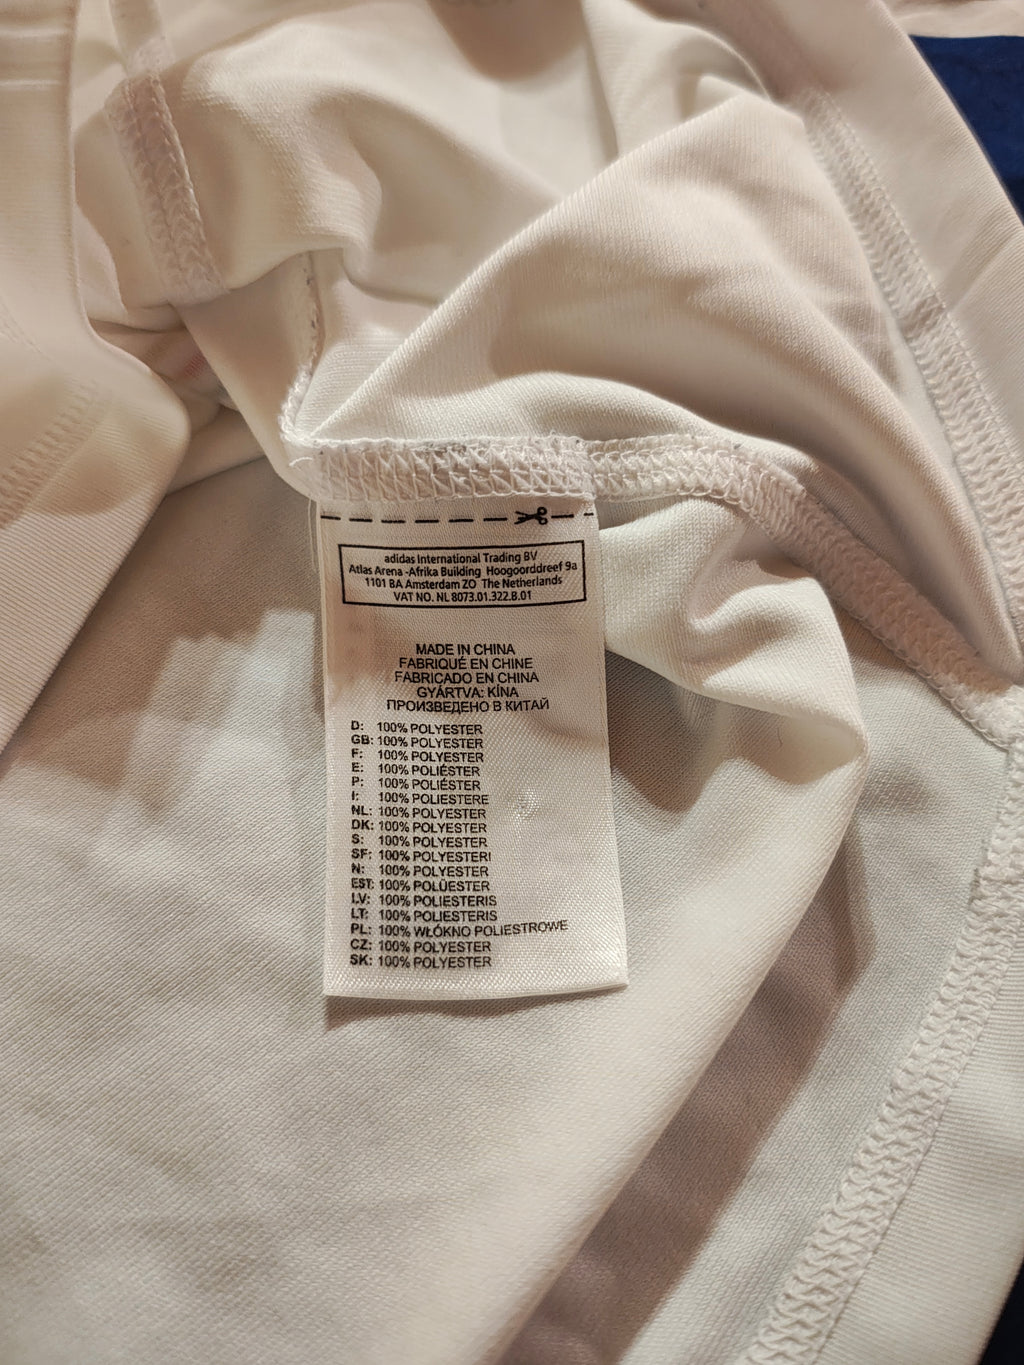 adidas International Trading BV
Atlas Arena -Afrika Building Hoogoorddreef 9a
1101 BA Amsterdam ZO The Netherlands
VAT NO. NL 8073.01.322.B.01
MADE IN CHINA
FABRIQUÉ EN CHINE
FABRICADO EN CHINA
GYÁRTVA: KÍNA
ПРОИЗВЕДЕНО В КИТАЙ
D: 100% POLYESTER
GB: 100% POLYESTER
F: 100% POLYESTER
E: 100% POLIÉSTER
P: 100% POLIÉSTER
I: 100% POLIESTERE
NL: 100% POLYESTER
DK: 100% POLYESTER
S: 100% POLYESTER
SF: 100% POLYESTERI
N: 100% POLYESTER
EST: 100% POLÜESTER
LV: 100% POLIESTERIS
LT: 100% POLIESTERIS
PL: 100% WŁÓKNO POLIESTROWE
CZ: 100% POLYESTER
SK: 100% POLYESTER